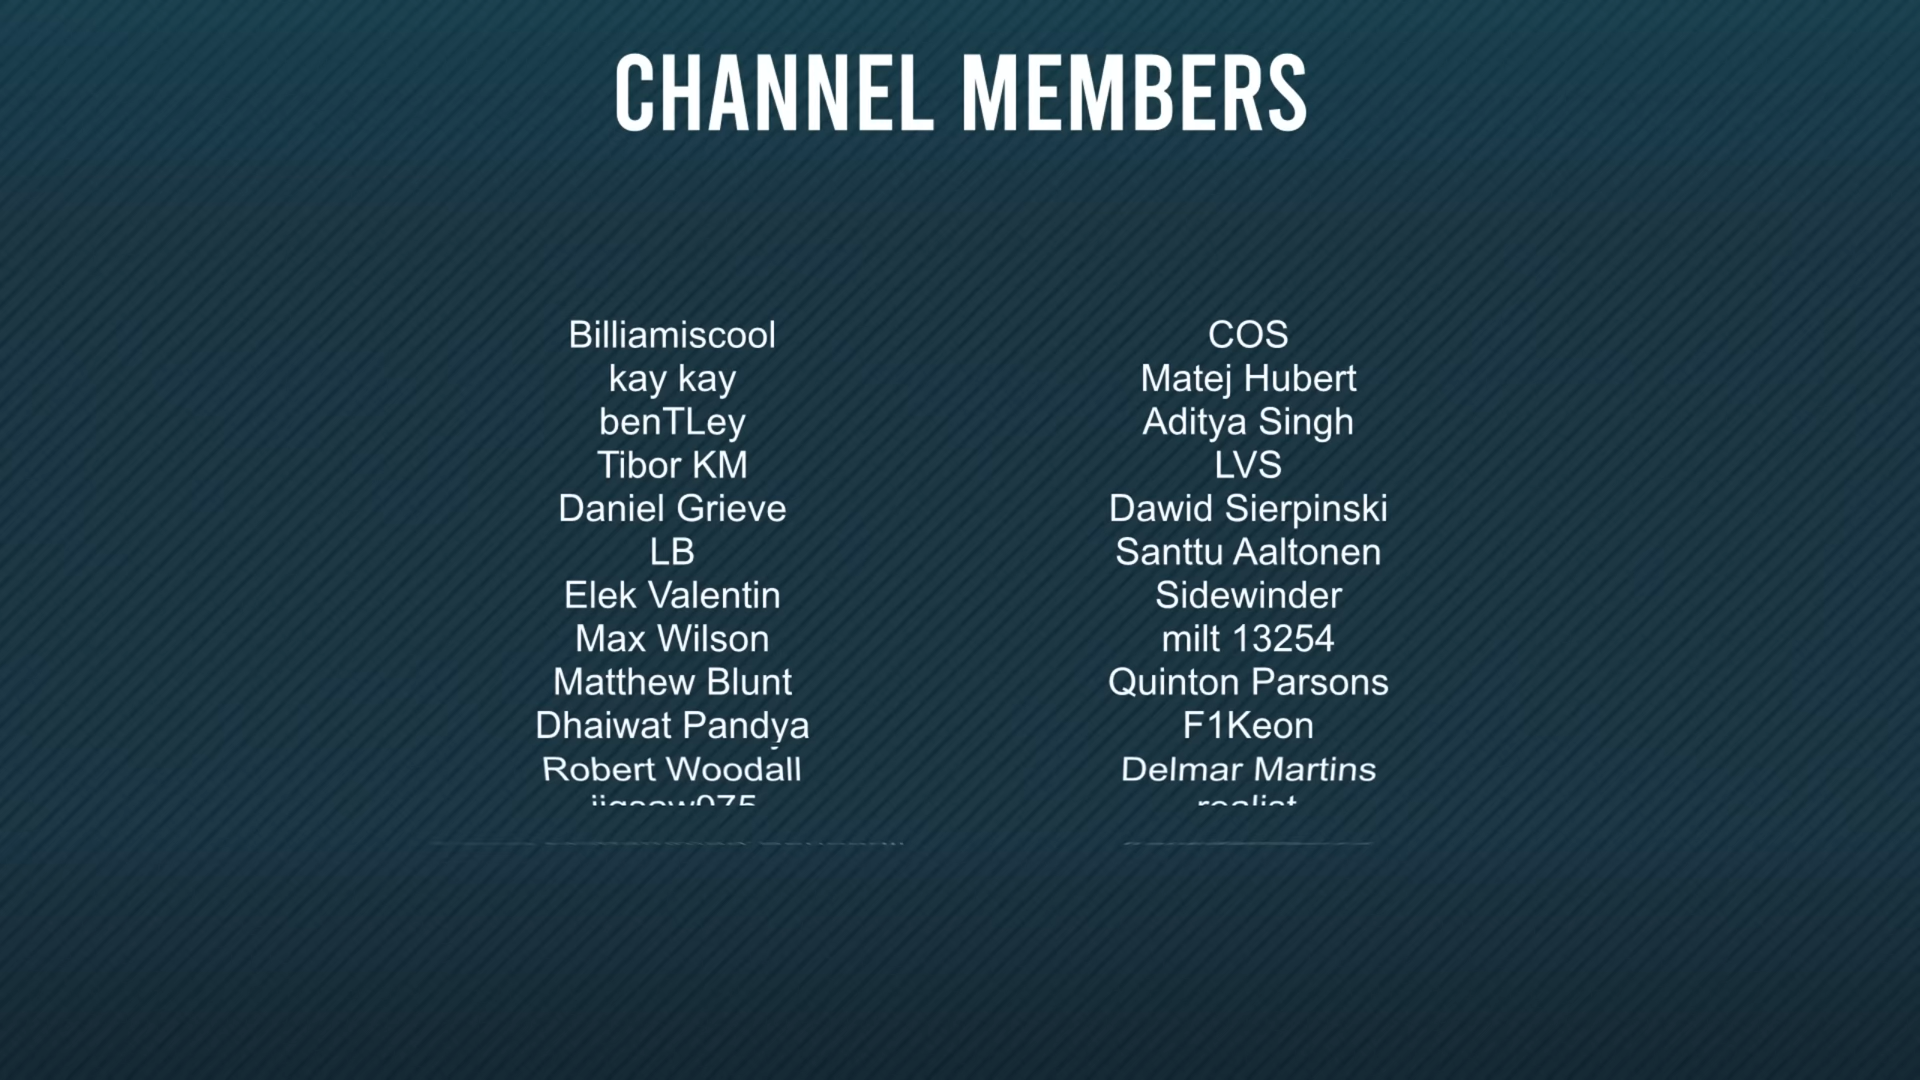 CHANNEL MEMBERS
Billiamiscool
kay kay
benTLey
Tibor KM
Daniel Grieve
LB
Elek Valentin
Max Wilson
Matthew Blunt
Dhaiwat Pandya
Robert Woodall
COS
Matej Hubert
Aditya Singh
LVS
Dawid Sierpinski
Santtu Aaltonen
Sidewinder
milt 13254
Quinton Parsons
F1Keon
Delmar Martins